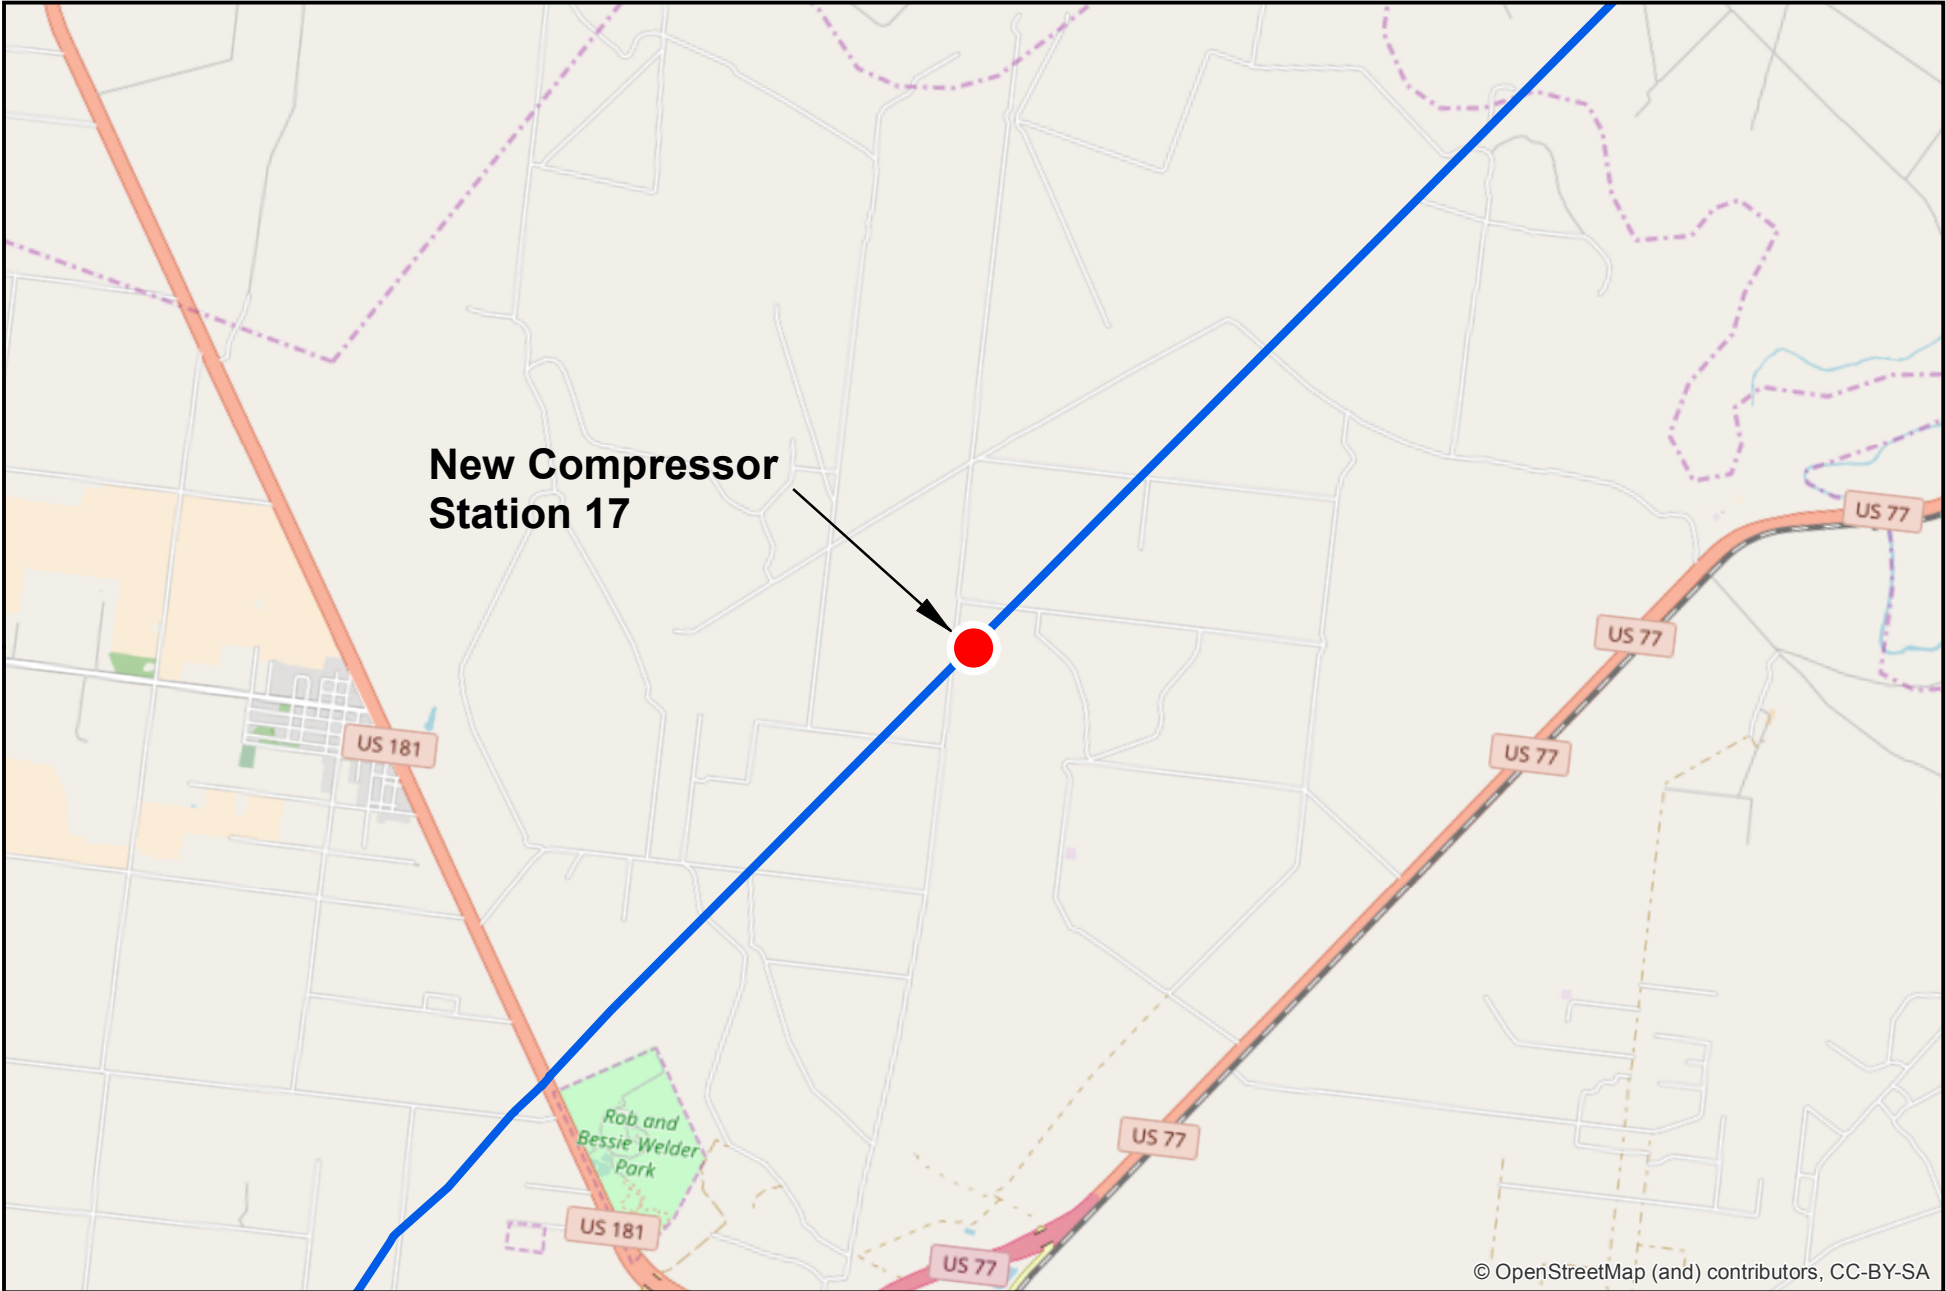 New Compressor
Station 17
US 77
US 77
US 181
US 77
Rob and
Bessie Welder
Park
US 77
US 181
US 77
© OpenStreetMap (and) contributors, CC-BY-SA